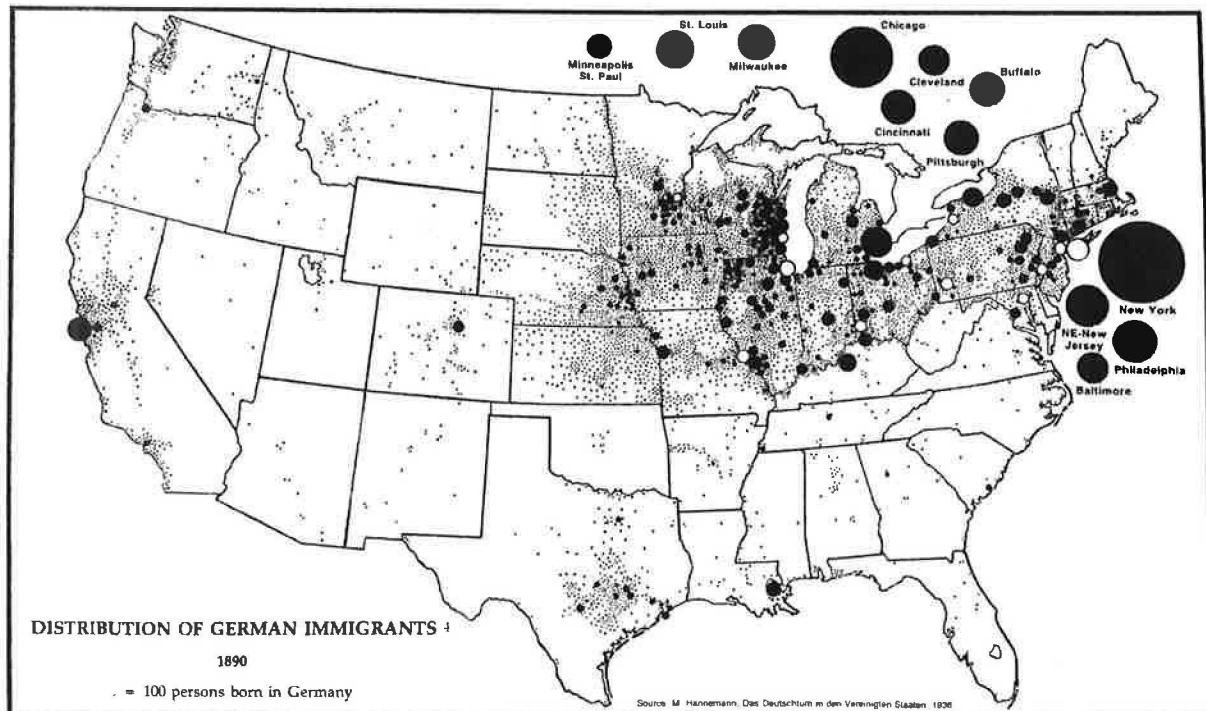 St. Louis
Chicago
Minneapolis
St. Paul
Milwaukee
Cleveland
Buffalo
Cincinnati
Pittsburgh
New York
NE-New
Jersey
Philadelphia
Baltimore
DISTRIBUTION OF GERMAN IMMIGRANTS
1890
. = 100 persons born in Germany
Source: M. Hannemann, Das Deutschtum in den Vereinigten Staaten, 1936